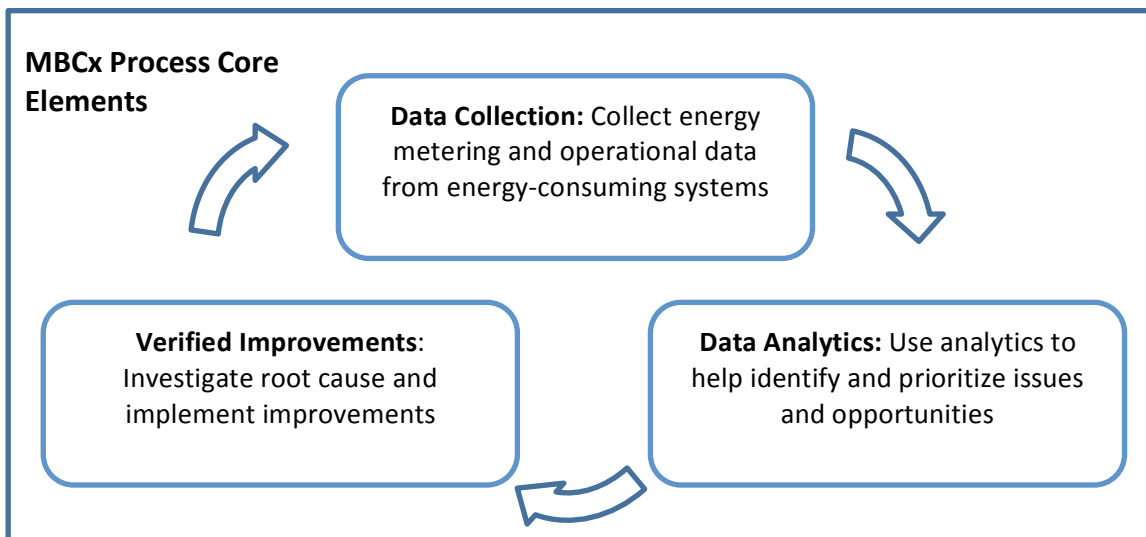 MBCx Process Core
Elements
Data Collection: Collect energy
metering and operational data
from energy-consuming systems
Verified Improvements:
Investigate root cause and
implement improvements
Data Analytics: Use analytics to
help identify and prioritize issues
and opportunities